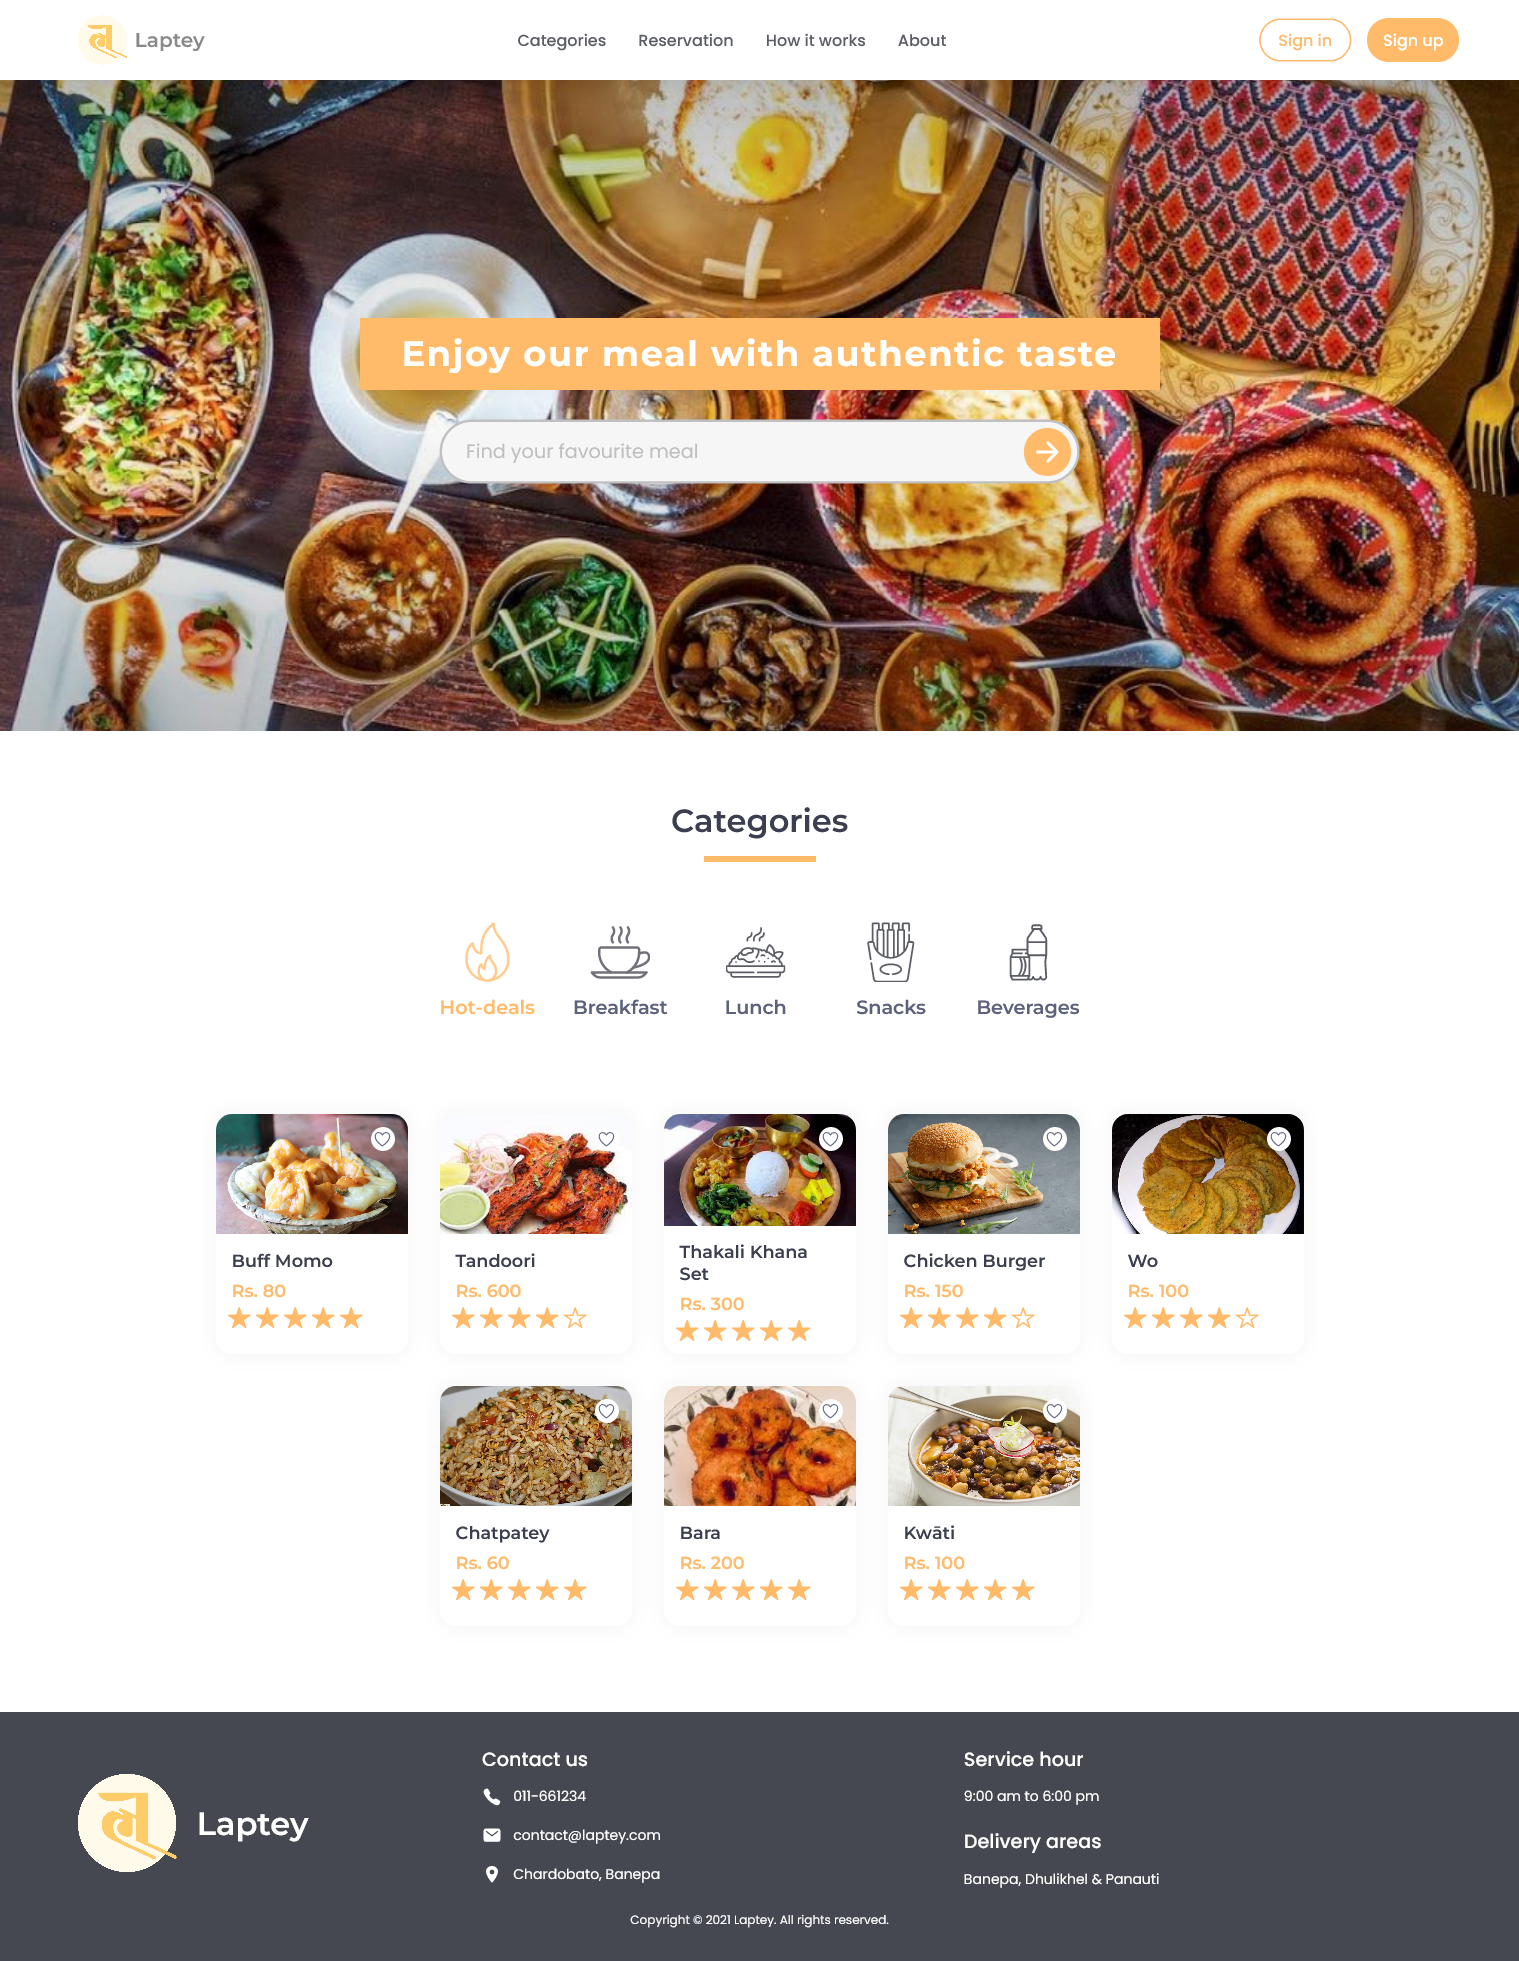 Laptey
Categories
Reservation
How it works
About
Sign in
Sign up
Enjoy our meal with authentic taste
Find your favourite meal
Categories
Hot-deals
Breakfast
Lunch
Snacks
Beverages
Buff Momo
Rs. 80
Tandoori
Rs. 600
Thakali Khana
Set
Rs. 300
Chicken Burger
Rs. 150
Wo
Rs. 100
Chatpatey
Rs. 60
Bara
Rs. 200
Kwāti
Rs. 100
Laptey
Contact us
011-661234
contact@laptey.com
Chardobato, Banepa
Service hour
9:00 am to 6:00 pm
Delivery areas
Banepa, Dhulikhel & Panauti
Copyright © 2021 Laptey. All rights reserved.